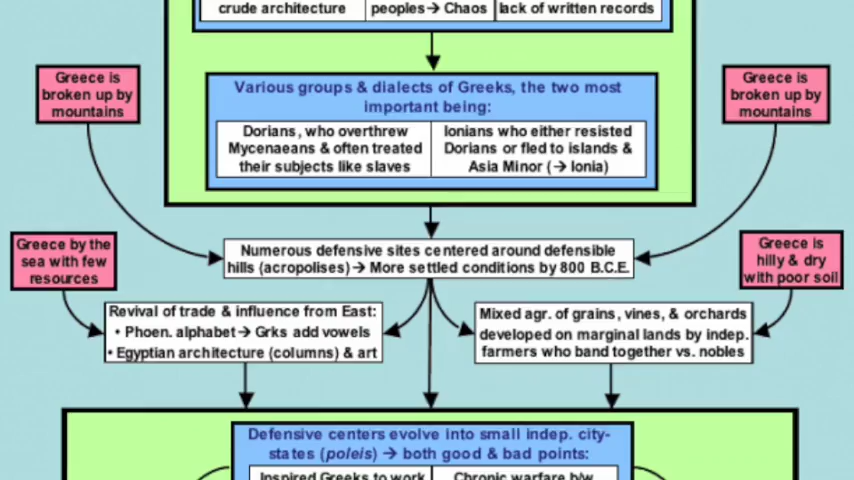 crude architecture
peoples→ Chaos
lack of written records
Various groups & dialects of Greeks, the two most
important being:
Dorians, who overthrew
Mycenaeans & often treated
their subjects like slaves
Ionians who either resisted
Dorians or fled to islands &
Asia Minor (→ Ionia)
Greece is
broken up by
mountains
Greece is
broken up by
mountains
Numerous defensive sites centered around defensible
hills (acropolises)→ More settled conditions by 800 B.C.E.
Greece by the
sea with few
resources
Greece is
hilly & dry
with poor soil
Revival of trade & influence from East:
• Phoen. alphabet→ Grks add vowels
• Egyptian architecture (columns) & art
Mixed agr. of grains, vines, & orchards
developed on marginal lands by indep.
farmers who band together vs. nobles
Defensive centers evolve into small indep. city-
states (poleis) → both good & bad points:
Inspired Greeks to work
Chronic warfare b/w